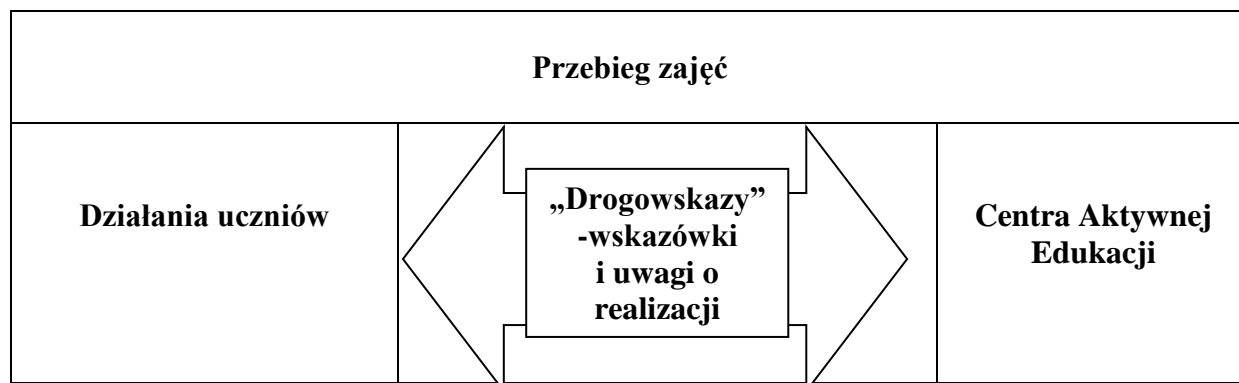 Przebieg zajęć
Działania uczniów
„Drogowskazy”
-wskazówki
i uwagi o
realizacji
Centra Aktywnej
Edukacji